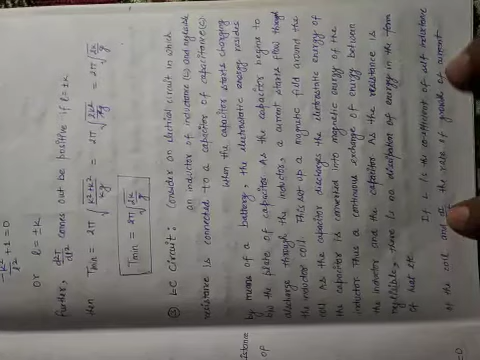 -k²/l² + 1 = 0
or l = ±k
further, d²T/dl² comes out be positive if l = ±k
then Tmin = 2π √(k²+k²/kg) = 2π √(2k²/kg) = 2π √(2k/g)
Tmin = 2π √(2k/g)
LC Circuit: Consider an electrical circuit in which
an inductor of inductance (L) and negligible
resistance is connected to a capacitor of capacitance (C)
When the capacitor starts charging
by means of a battery, the electrostatic energy resides
b/w the plate of capacitor As the capacitor begins to
discharge through the inductor, a current starts flow through
the inductor coil. This set up a magnetic field around the
coil As the capacitor discharges the electrostatic energy of
the capacitor is converted into magnetic energy of the
inductor Thus a continuous exchange of energy between
the inductor and the capacitor As the resistance is
negligible, there is no dissipation of energy in the form
of heat etc
If L is the co-efficient of self inductance
of the coil and the rate of growth of current
of
=0